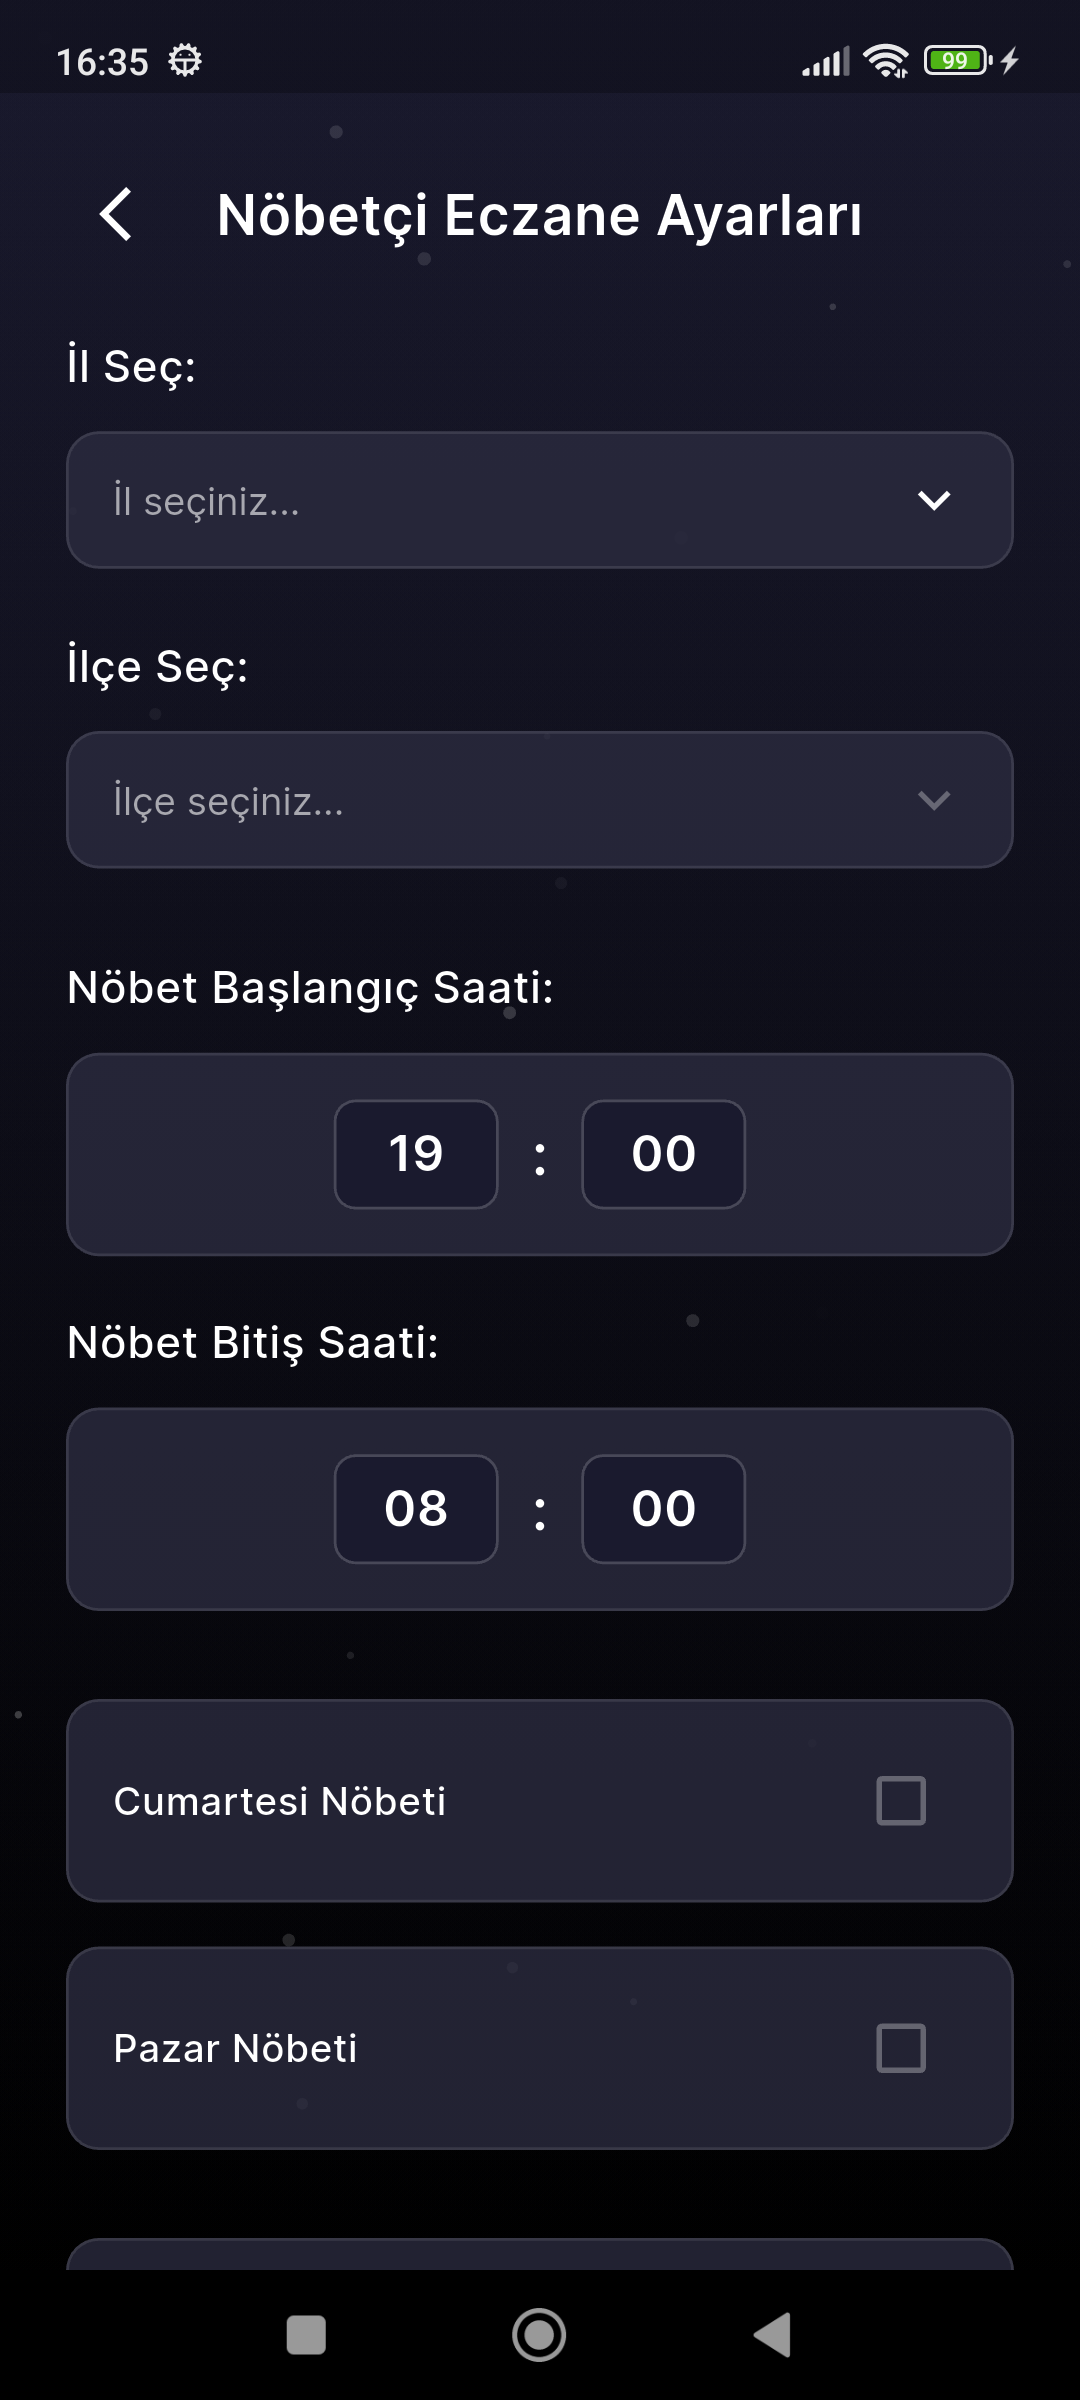 16:35
99
Nöbetçi Eczane Ayarları
İl Seç:
İl seçiniz...
İlçe Seç:
İlçe seçiniz...
Nöbet Başlangıç Saati:
19 : 00
Nöbet Bitiş Saati:
08 : 00
Cumartesi Nöbeti
Pazar Nöbeti